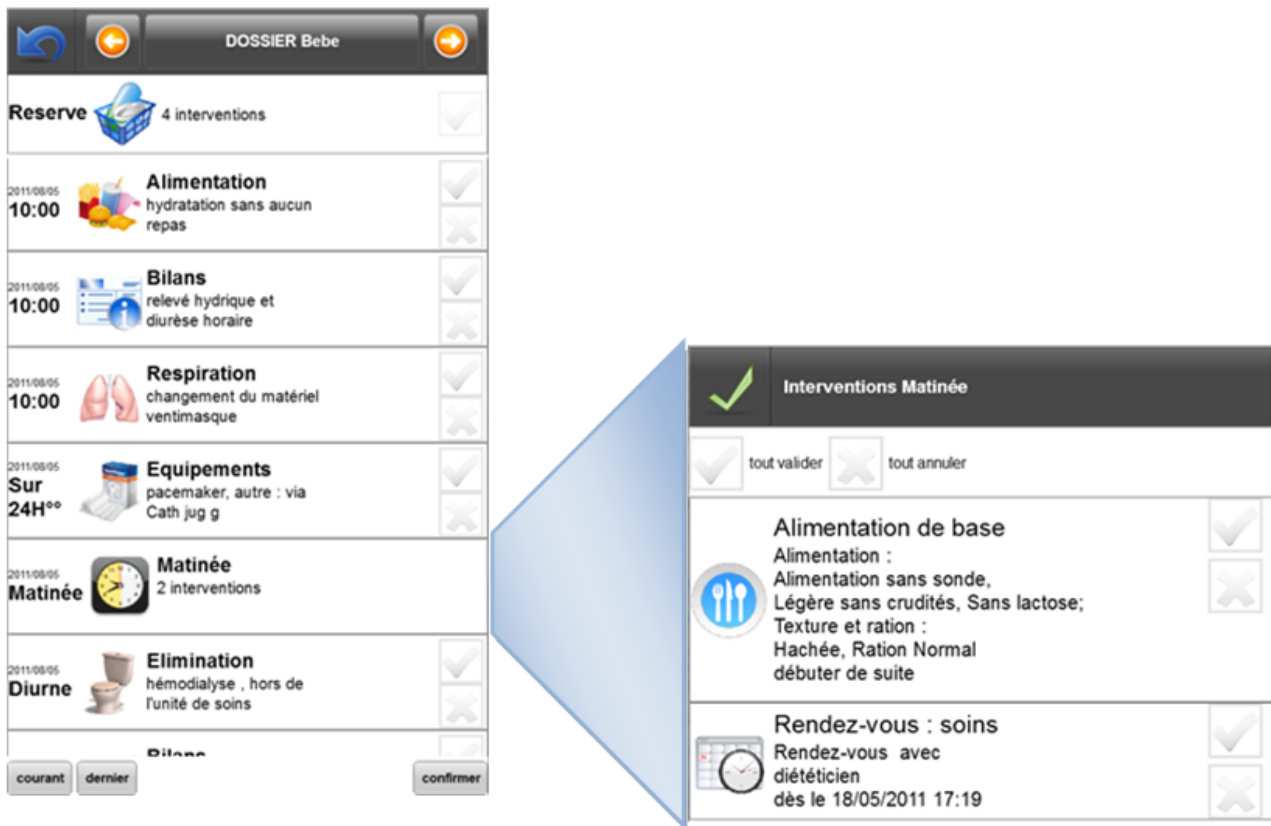 DOSSIER Bebe
Reserve
4 interventions
2011/08/05
10:00
Alimentation
hydratation sans aucun
repas
2011/08/05
10:00
Bilans
relevé hydrique et
diurèse horaire
2011/08/05
10:00
Respiration
changement du matériel
ventimasque
2011/08/05
Sur
24H°°
Equipements
pacemaker, autre : via
Cath jug g
2011/08/05
Matinée
Matinée
2 interventions
2011/08/05
Diurne
Elimination
hémodialyse , hors de
l'unité de soins
Bilans
courant
dernier
confirmer
Interventions Matinée
tout valider
tout annuler
Alimentation de base
Alimentation :
Alimentation sans sonde,
Légère sans crudités, Sans lactose;
Texture et ration :
Hachée, Ration Normal
débuter de suite
Rendez-vous : soins
Rendez-vous avec
diététicien
dès le 18/05/2011 17:19